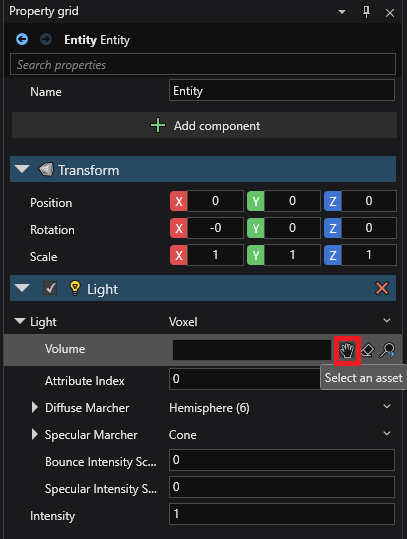 Property grid
Entity Entity
Search properties
Name Entity
Add component
Transform
Position X 0 Y 0 Z 0
Rotation X -0 Y 0 Z 0
Scale X 1 Y 1 Z 1
Light
Light Voxel
Volume
Select an asset
Attribute Index 0
Diffuse Marcher Hemisphere (6)
Specular Marcher Cone
Bounce Intensity Sc... 0
Specular Intensity S... 0
Intensity 1